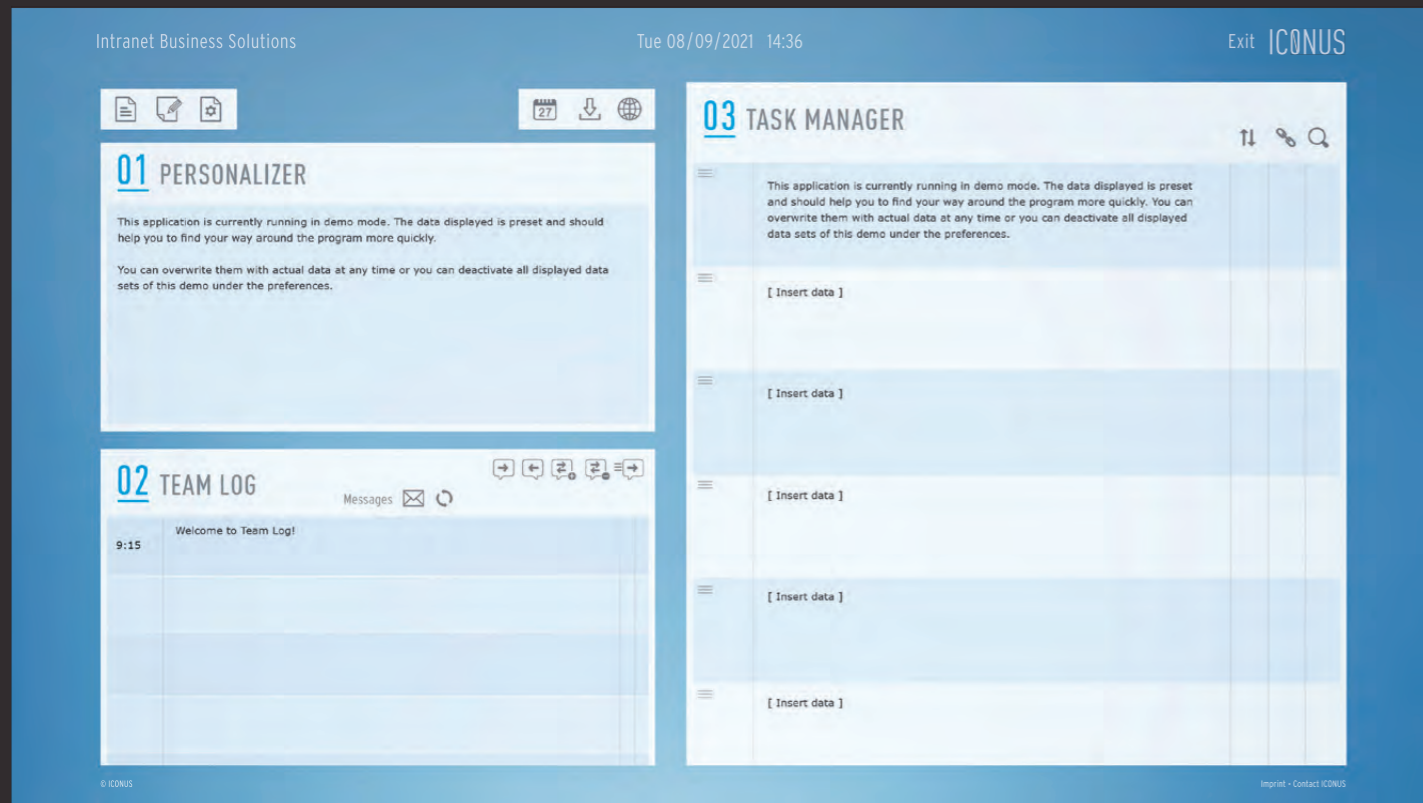 Intranet Business Solutions
Tue 08/09/2021 14:36
Exit ICONUS
27
01 PERSONALIZER
This application is currently running in demo mode. The data displayed is preset and should
help you to find your way around the program more quickly.
You can overwrite them with actual data at any time or you can deactivate all displayed data
sets of this demo under the preferences.
02 TEAM LOG
Messages
9:15
Welcome to Team Log!
03 TASK MANAGER
This application is currently running in demo mode. The data displayed is preset
and should help you to find your way around the program more quickly. You can
overwrite them with actual data at any time or you can deactivate all displayed
data sets of this demo under the preferences.
[ Insert data ]
[ Insert data ]
[ Insert data ]
[ Insert data ]
[ Insert data ]
© ICONUS
Imprint - Contact ICONUS